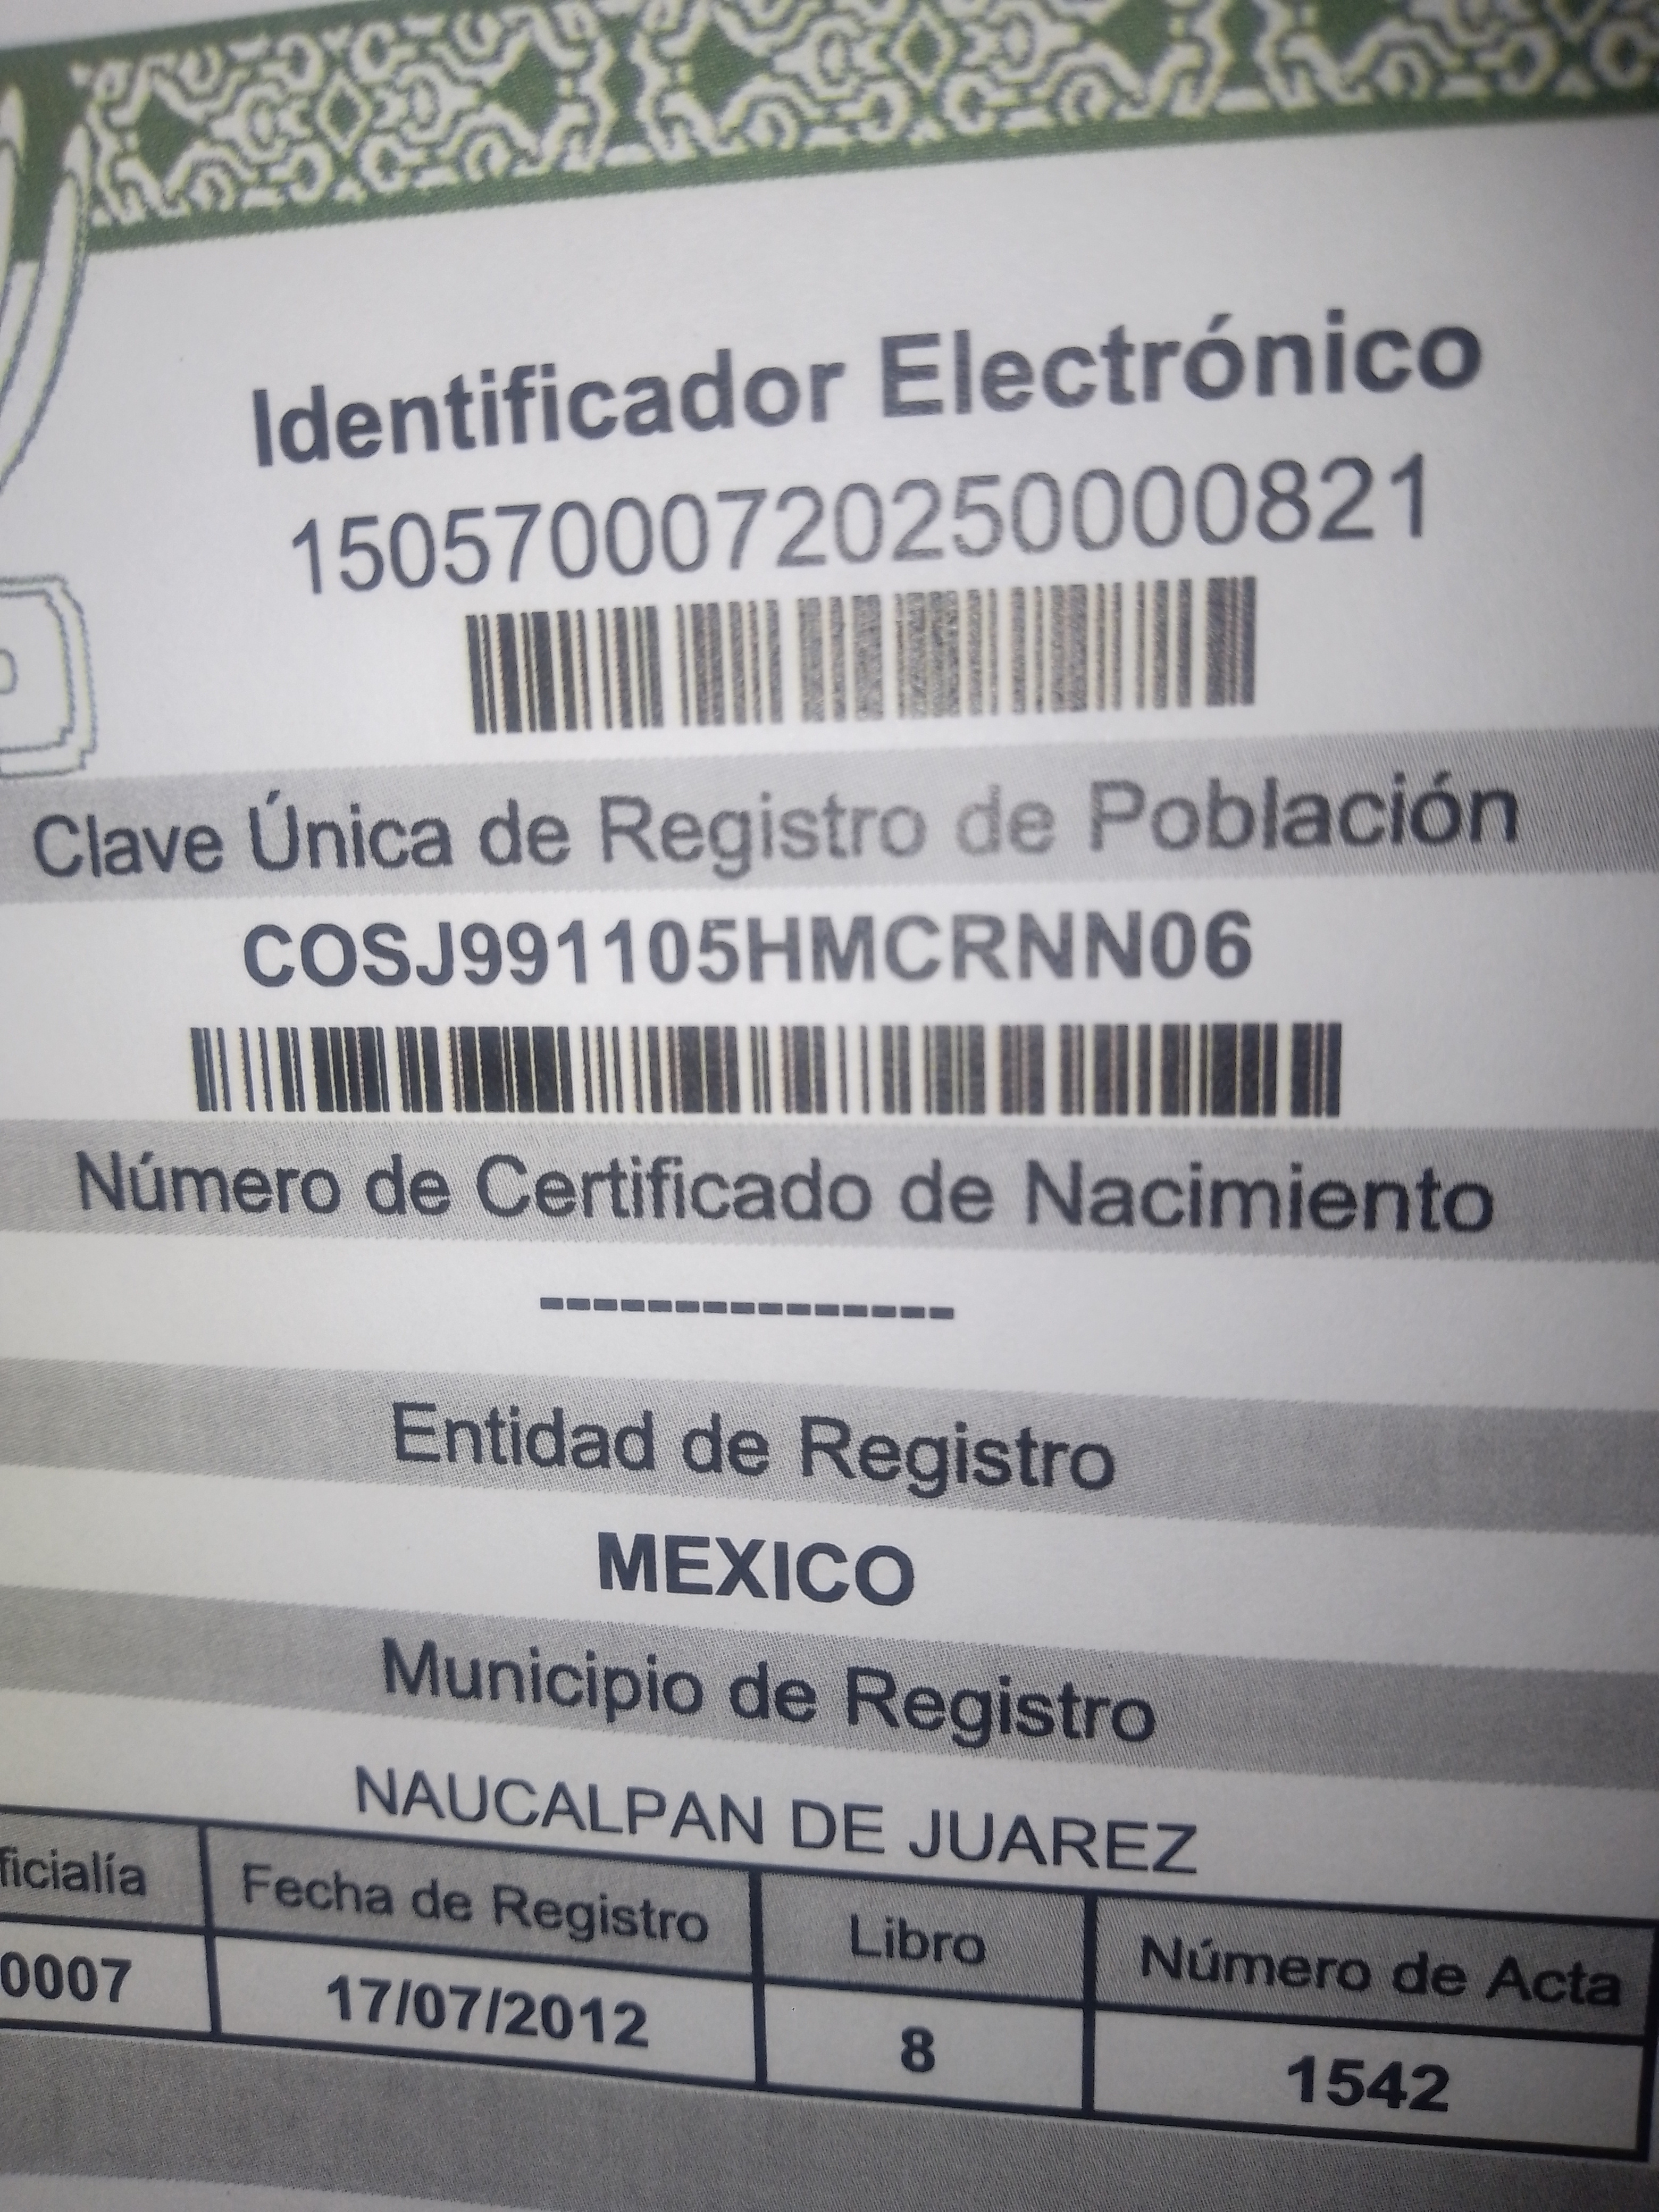 Identificador Electrónico
15057000720250000821
Clave Única de Registro de Población
COSJ991105HMCRNN06
Número de Certificado de Nacimiento
----------------
Entidad de Registro
MEXICO
Municipio de Registro
NAUCALPAN DE JUAREZ
ficialía Fecha de Registro Libro Número de Acta
0007 17/07/2012 8 1542